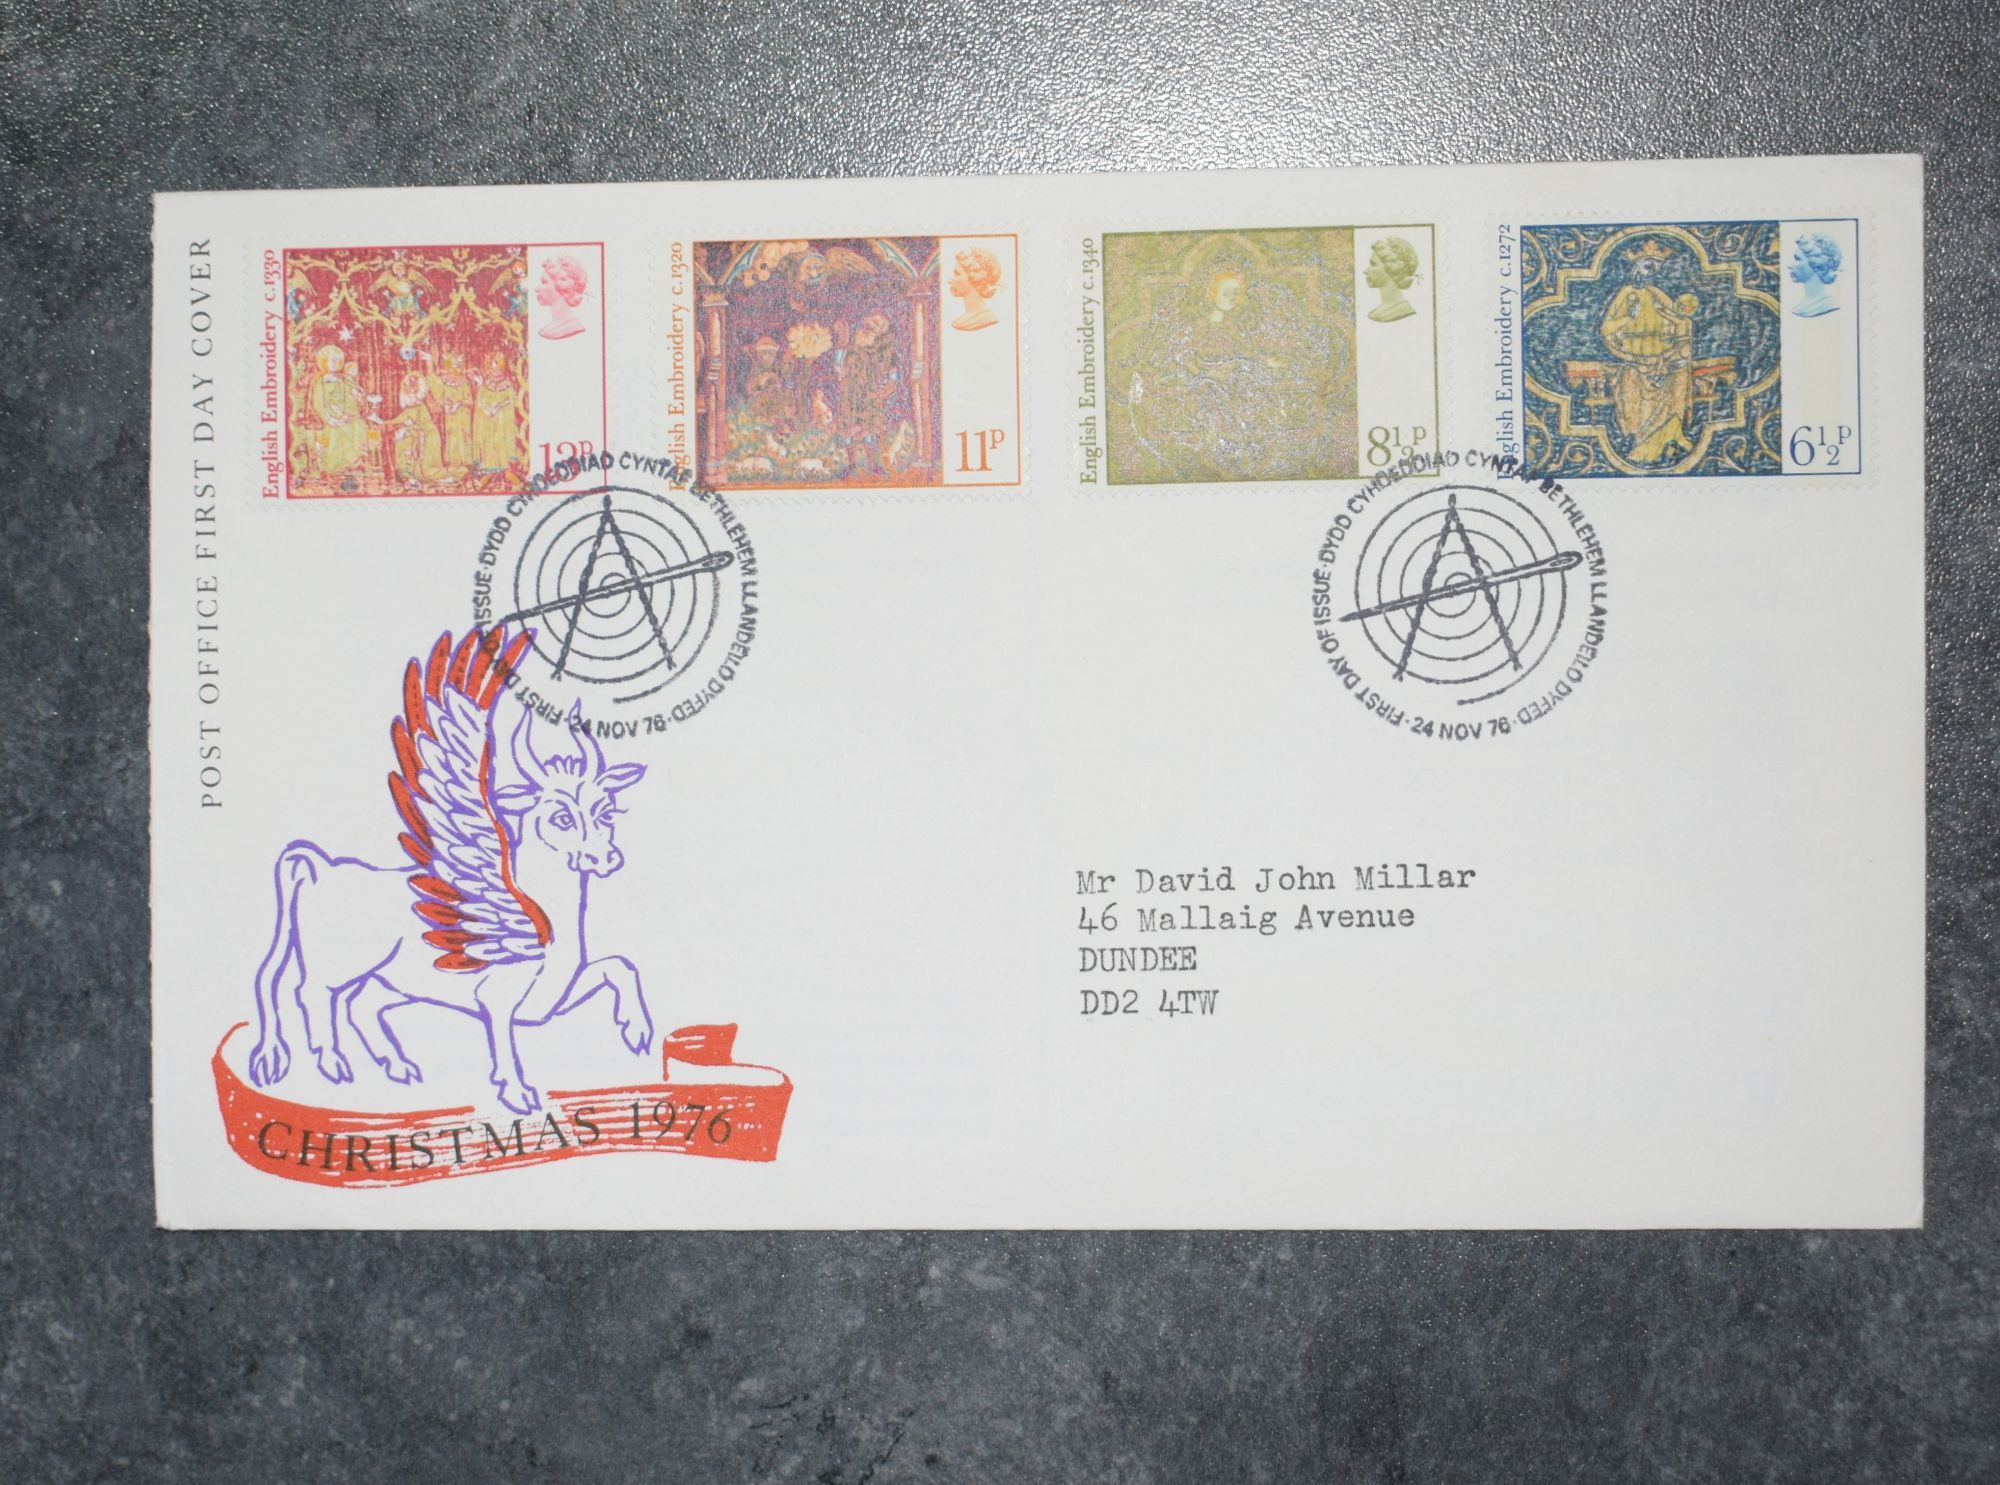 POST OFFICE FIRST DAY COVER
English Embroidery c.1330
13p
English Embroidery c.1320
11p
English Embroidery c.1340
8½p
English Embroidery c.1272
6½p
FIRST DAY OF ISSUE·DYDD CYHOEDDIAD CYNTAF BETHLEHEM LLANDEILO DYFED·
24 NOV 76·
FIRST DAY OF ISSUE·DYDD CYHOEDDIAD CYNTAF BETHLEHEM LLANDEILO DYFED·
24 NOV 76·
Mr David John Millar
46 Mallaig Avenue
DUNDEE
DD2 4TW
CHRISTMAS 1976